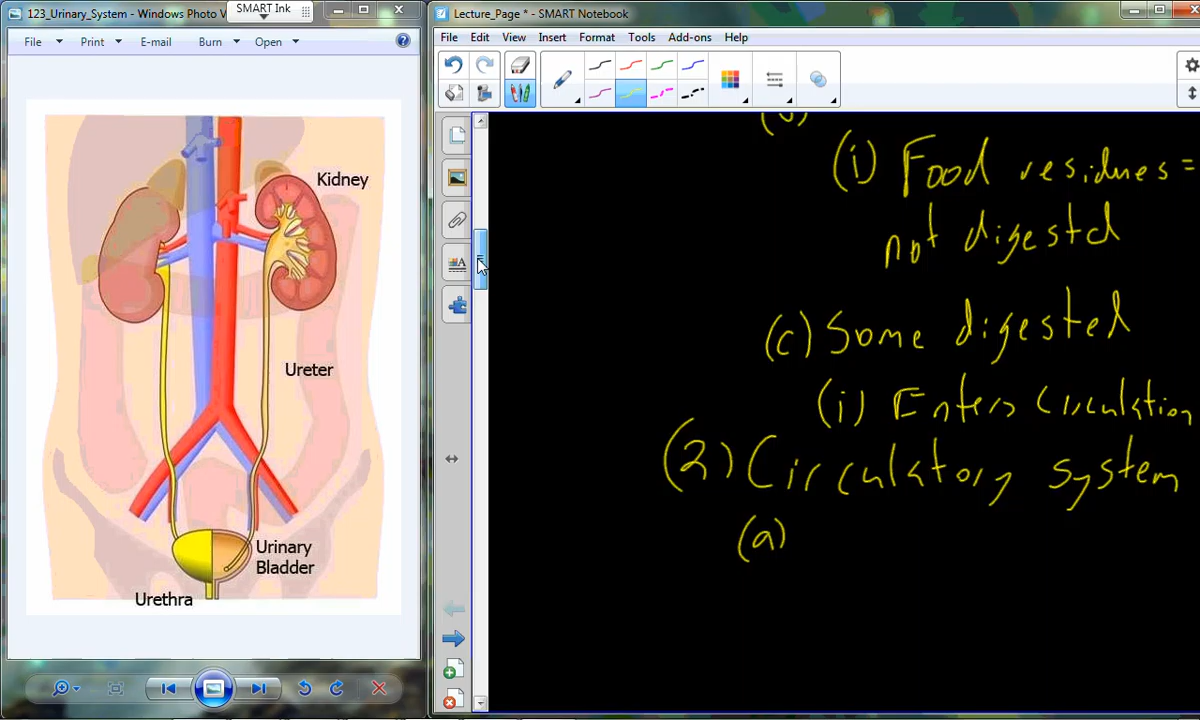 123_Urinary_System - Windows Photo V
SMART Ink
File Print E-mail Burn Open
Kidney
Ureter
Urinary
Bladder
Urethra
Lecture_Page * - SMART Notebook
File Edit View Insert Format Tools Add-ons Help
(i) Food residues =
not digestd
(c) Some digested
(i) Enters circulation
(2) Circulatory system
(a)